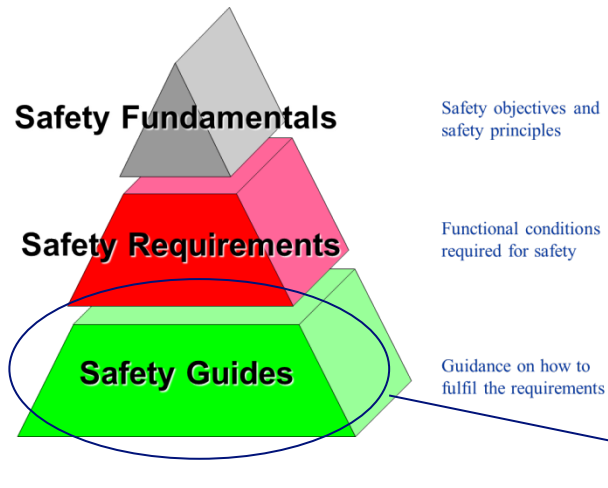 Safety Fundamentals
Safety objectives and
safety principles
Safety Requirements
Functional conditions
required for safety
Safety Guides
Guidance on how to
fulfil the requirements